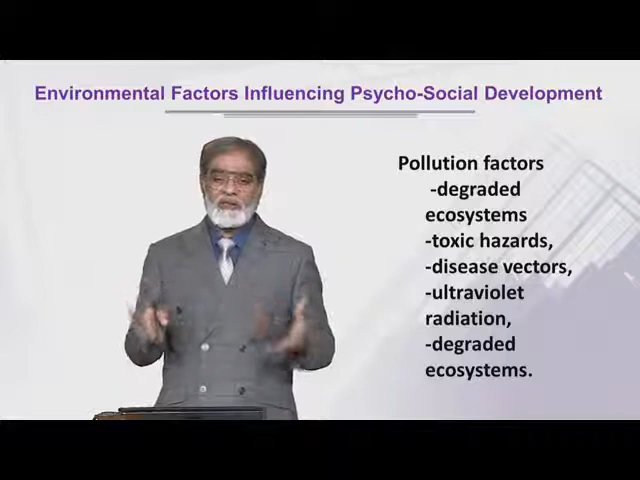 Environmental Factors Influencing Psycho-Social Development
Pollution factors
-degraded
ecosystems
-toxic hazards,
-disease vectors,
-ultraviolet
radiation,
-degraded
ecosystems.